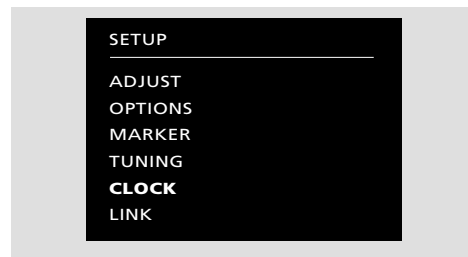 SETUP
ADJUST
OPTIONS
MARKER
TUNING
CLOCK
LINK